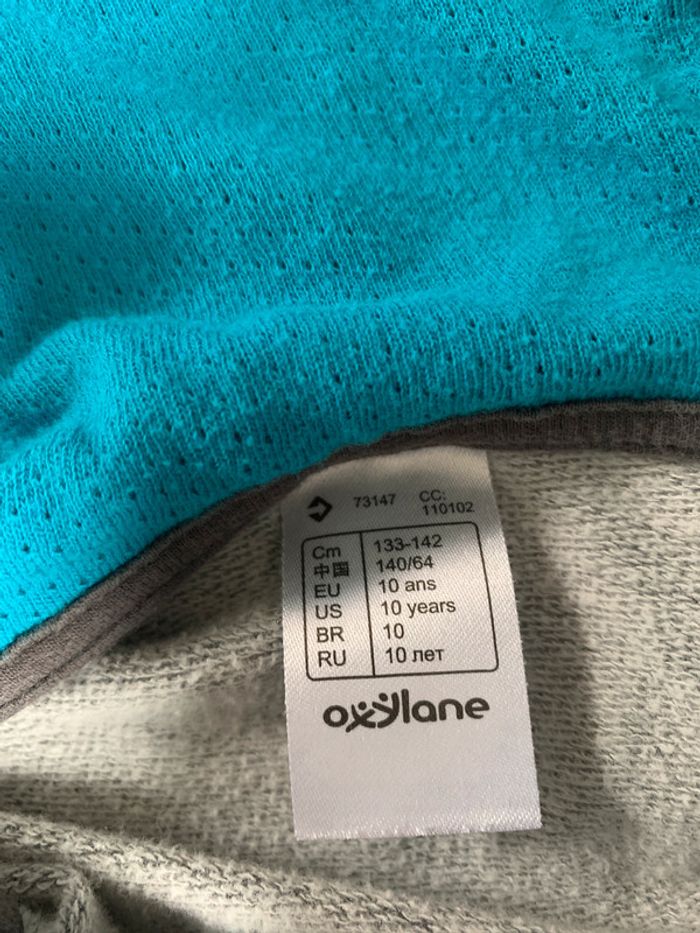 73147 CC:
110102
Cm 133-142
中国 140/64
EU 10 ans
US 10 years
BR 10
RU 10 лет
oxylane